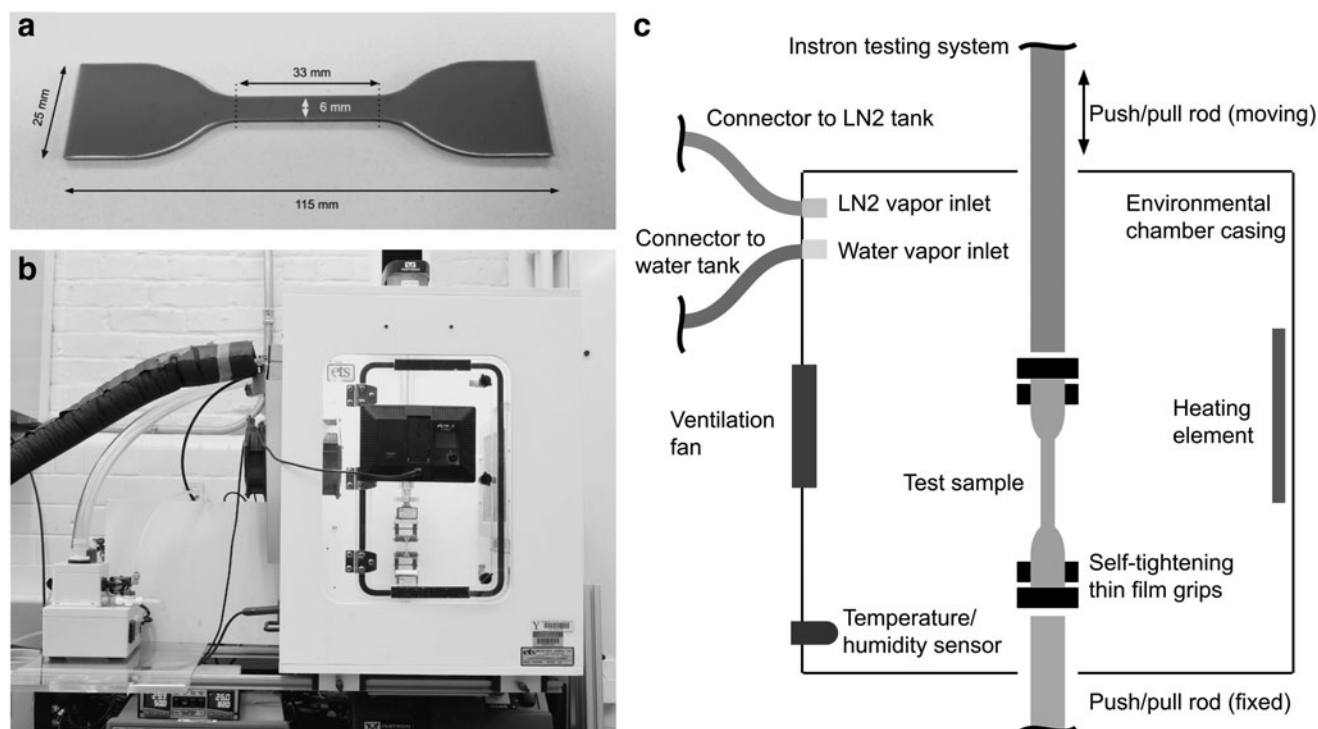 a
33 mm
6 mm
25 mm
115 mm
b
ets
Y
ets
c
Instron testing system
Push/pull rod (moving)
Connector to LN2 tank
LN2 vapor inlet
Environmental
chamber casing
Connector to
water tank
Water vapor inlet
Ventilation
fan
Heating
element
Test sample
Self-tightening
thin film grips
Temperature/
humidity sensor
Push/pull rod (fixed)